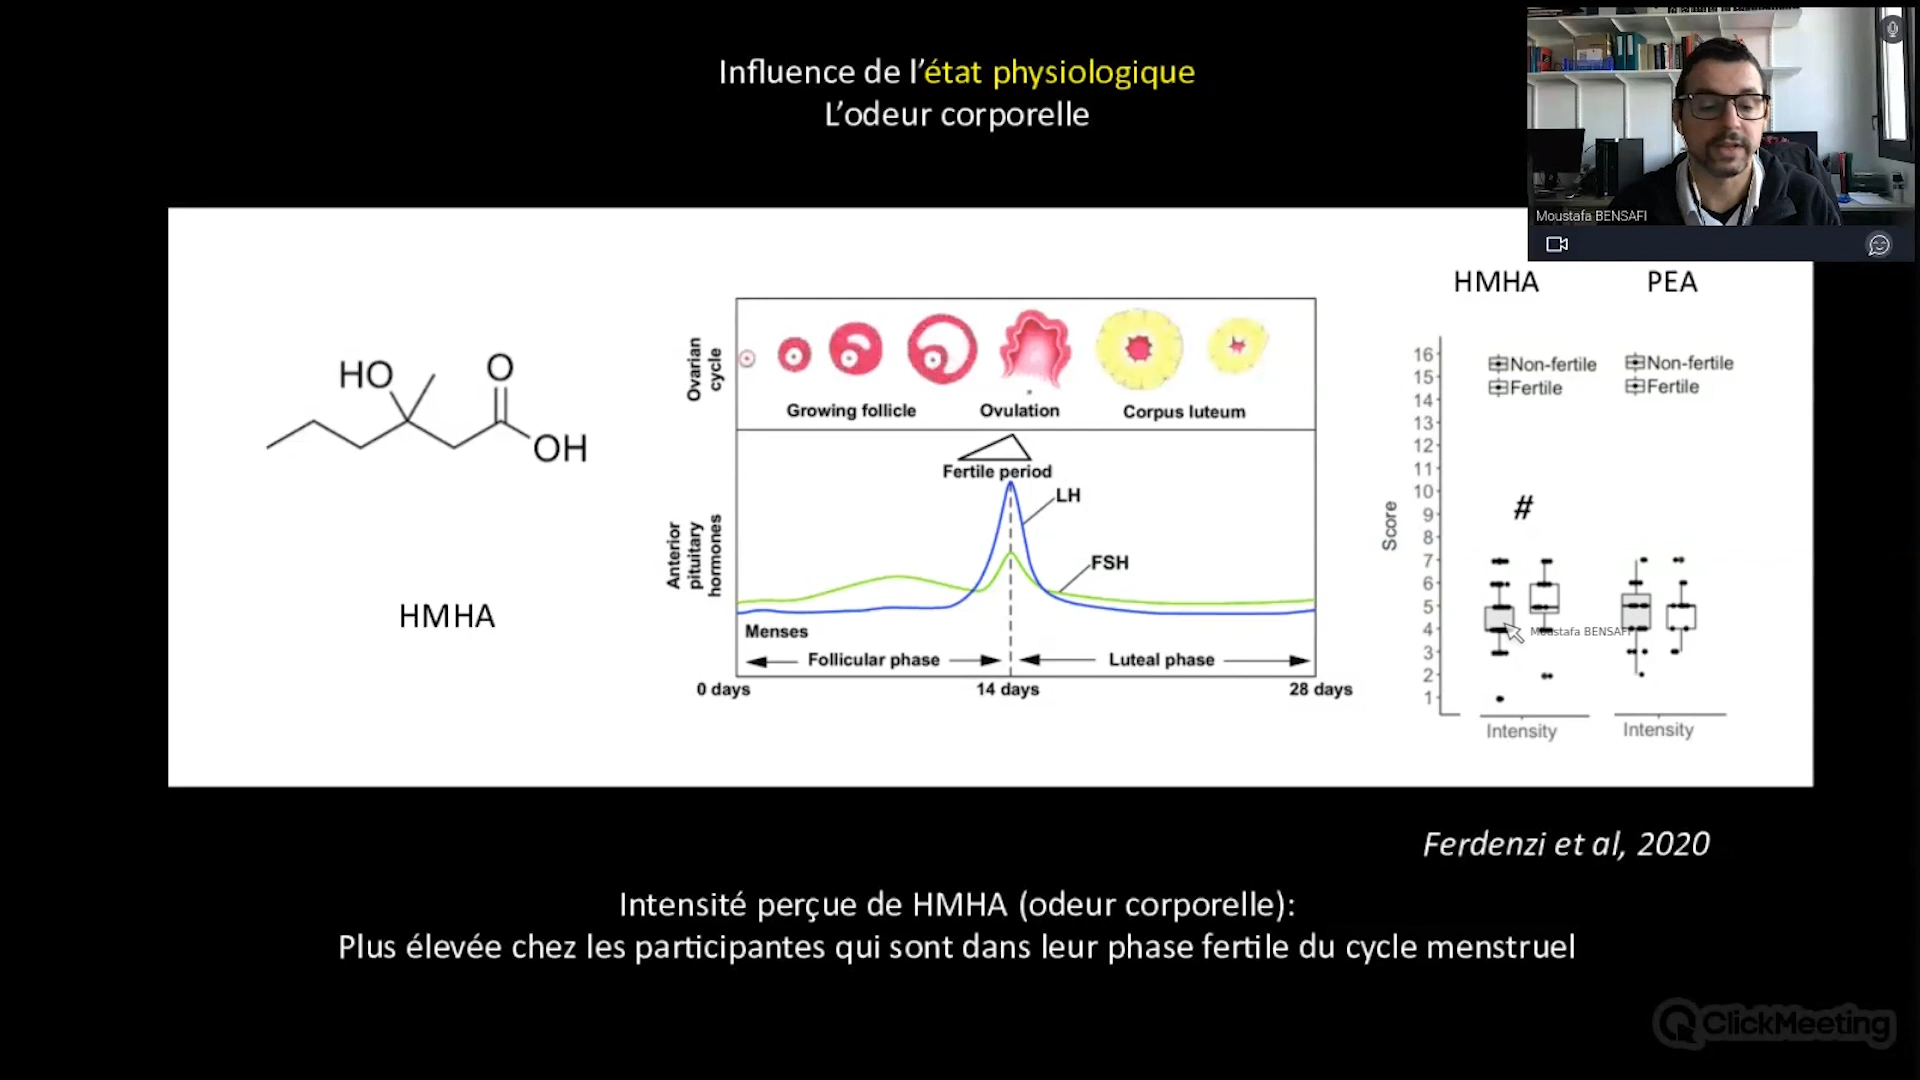 Influence de l’état physiologique
L’odeur corporelle
Moustafa BENSAFI
HMHA PEA
HO
O
OH
HMHA
Ovarian cycle
Growing follicle Ovulation Corpus luteum
Fertile period
LH
FSH
Anterior pituitary hormones
Menses
Follicular phase Luteal phase
0 days 14 days 28 days
Score
16
15
14
13
12
11
10
9
8
7
6
5
4
3
2
1
Non-fertile
Fertile
Non-fertile
Fertile
#
Moustafa BENSAFI
Intensity Intensity
Ferdenzi et al, 2020
Intensité perçue de HMHA (odeur corporelle):
Plus élevée chez les participantes qui sont dans leur phase fertile du cycle menstruel
ClickMeeting